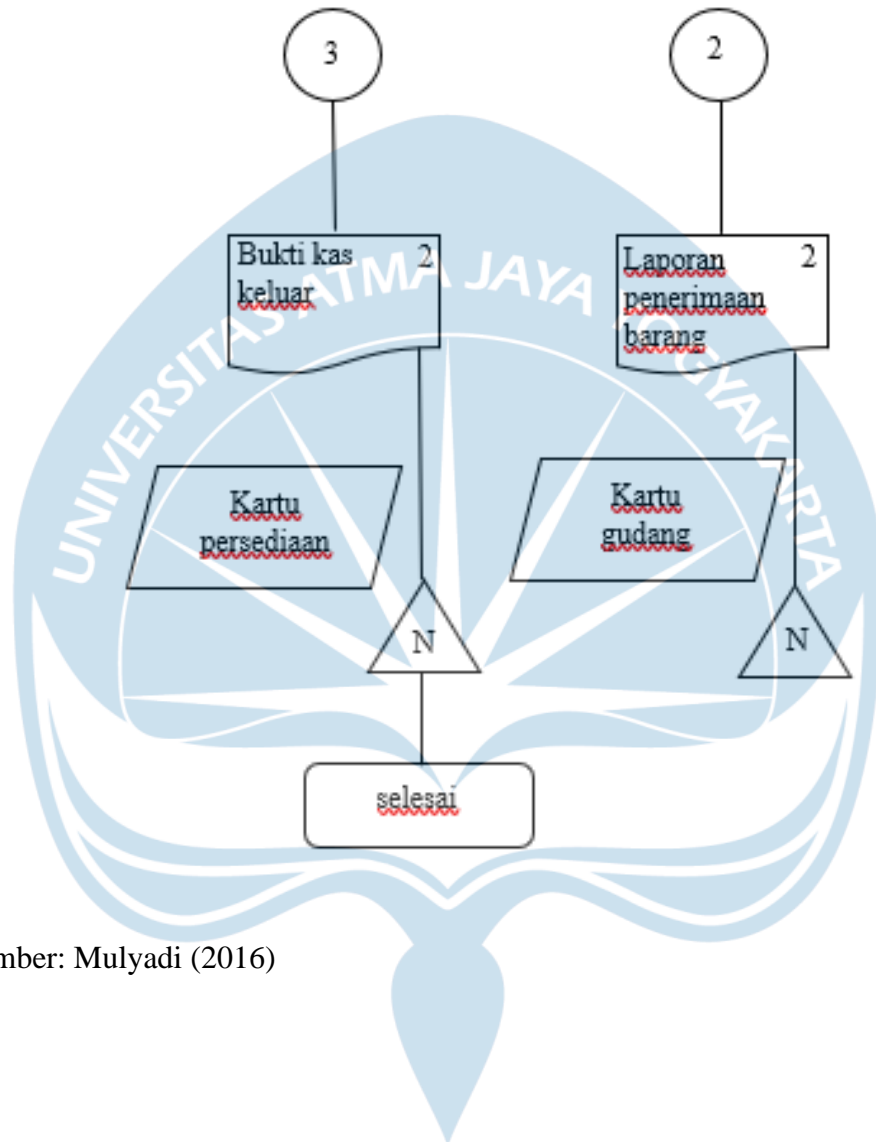 3
2
Bukti kas 2
keluar
Laporan 2
penerimaan
barang
UNIVERSITAS ATMA JAYA YOGYAKARTA
Kartu
persediaan
Kartu
gudang
N
N
selesai
mber: Mulyadi (2016)